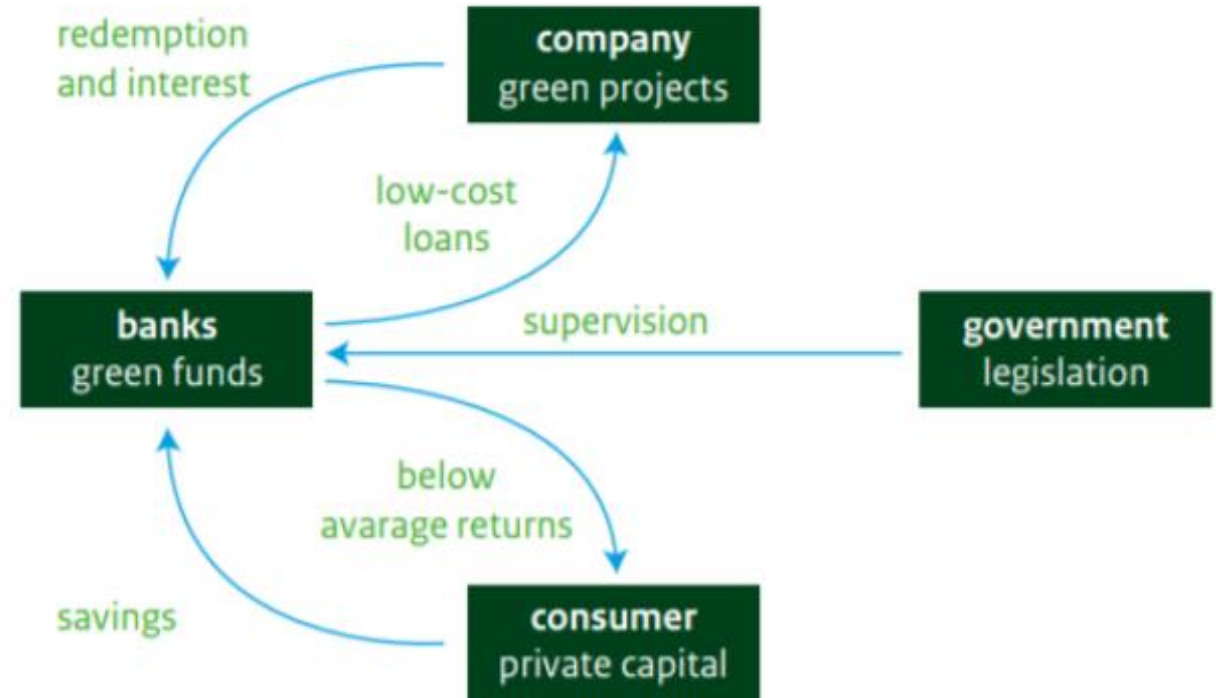 redemption
and interest
company
green projects
low-cost
loans
banks
green funds
supervision
government
legislation
below
avarage returns
savings
consumer
private capital